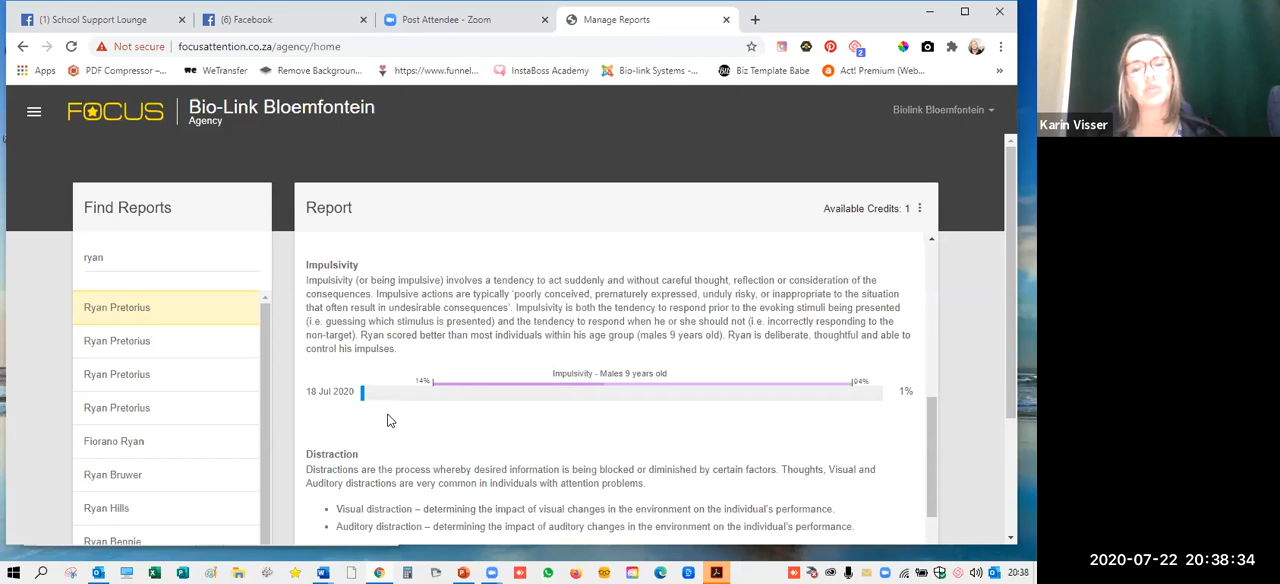 (1) School Support Lounge
(6) Facebook
Post Attendee - Zoom
Manage Reports
Not secure
focusattention.co.za/agency/home
2
Apps
PDF Compressor –...
WeTransfer
Remove Backgroun...
https://www.funnel...
InstaBoss Academy
Bio-link Systems -...
Biz Template Babe
Act! Premium (Web...
»
FOCUS
Bio-Link Bloemfontein
Agency
Biolink Bloemfontein
Karin Visser
Find Reports
ryan
Ryan Pretorius
Ryan Pretorius
Ryan Pretorius
Ryan Pretorius
Fiorano Ryan
Ryan Bruwer
Ryan Hills
Ryan Bennie
Report
Available Credits: 1
Impulsivity
Impulsivity (or being impulsive) involves a tendency to act suddenly and without careful thought, reflection or consideration of the
consequences. Impulsive actions are typically 'poorly conceived, prematurely expressed, unduly risky, or inappropriate to the situation
that often result in undesirable consequences'. Impulsivity is both the tendency to respond prior to the evoking stimuli being presented
(i.e. guessing which stimulus is presented) and the tendency to respond when he or she should not (i.e. incorrectly responding to the
non-target). Ryan scored better than most individuals within his age group (males 9 years old). Ryan is deliberate, thoughtful and able to
control his impulses.
Impulsivity - Males 9 years old
14%
18 Jul 2020
1%
Distraction
Distractions are the process whereby desired information is being blocked or diminished by certain factors. Thoughts, Visual and
Auditory distractions are very common in individuals with attention problems.
• Visual distraction – determining the impact of visual changes in the environment on the individual's performance.
• Auditory distraction – determining the impact of auditory changes in the environment on the individual's performance.
20:38
2020-07-22 20:38:34